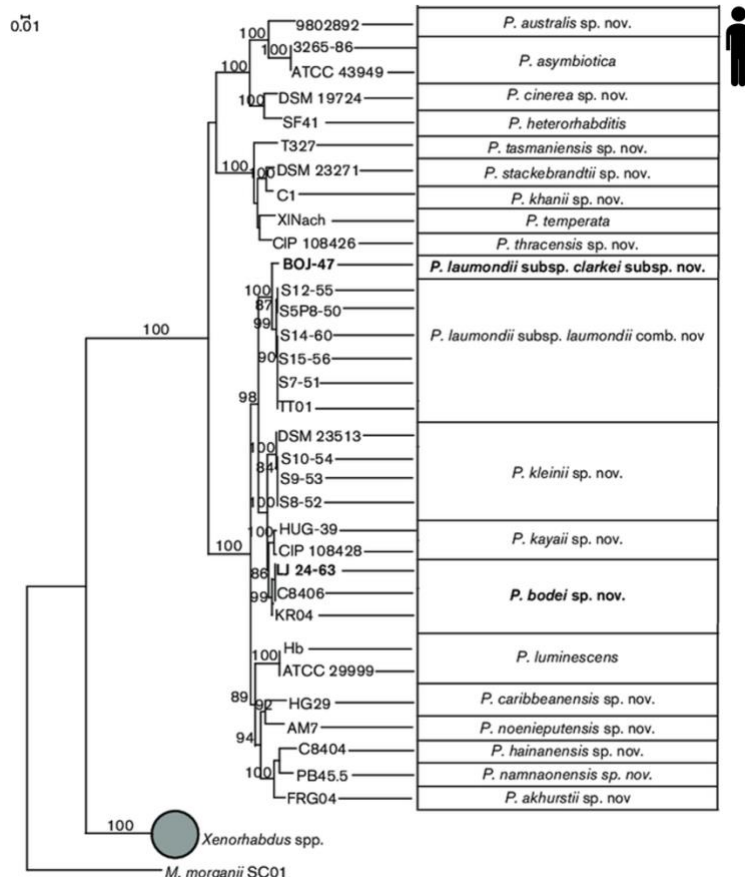 0.01
9802892
P. australis sp. nov.
100
100
3265-86
ATCC 43949
P. asymbiotica
100
100
DSM 19724
P. cinerea sp. nov.
SF41
P. heterorhabditis
T327
P. tasmaniensis sp. nov.
100
100
DSM 23271
P. stackebrandtii sp. nov.
C1
P. khanii sp. nov.
XlNach
P. temperata
CIP 108426
P. thracensis sp. nov.
BOJ-47
P. laumondii subsp. clarkei subsp. nov.
100
S12-55
87
S5P8-50
99
S14-60
P. laumondii subsp. laumondii comb. nov
100
90
S15-56
S7-51
98
TT01
DSM 23513
100
S10-54
84
S9-53
P. kleinii sp. nov.
100
S8-52
100
HUG-39
P. kayaii sp. nov.
100
CIP 108428
86
LJ 24-63
99
C8406
P. bodei sp. nov.
KR04
Hb
100
P. luminescens
ATCC 29999
89
92
HG29
P. caribbeanensis sp. nov.
AM7
P. noenieputensis sp. nov.
94
C8404
P. hainanensis sp. nov.
100
PB45.5
P. namnaonensis sp. nov.
FRG04
P. akhurstii sp. nov
100
Xenorhabdus spp.
M. morganii SC01